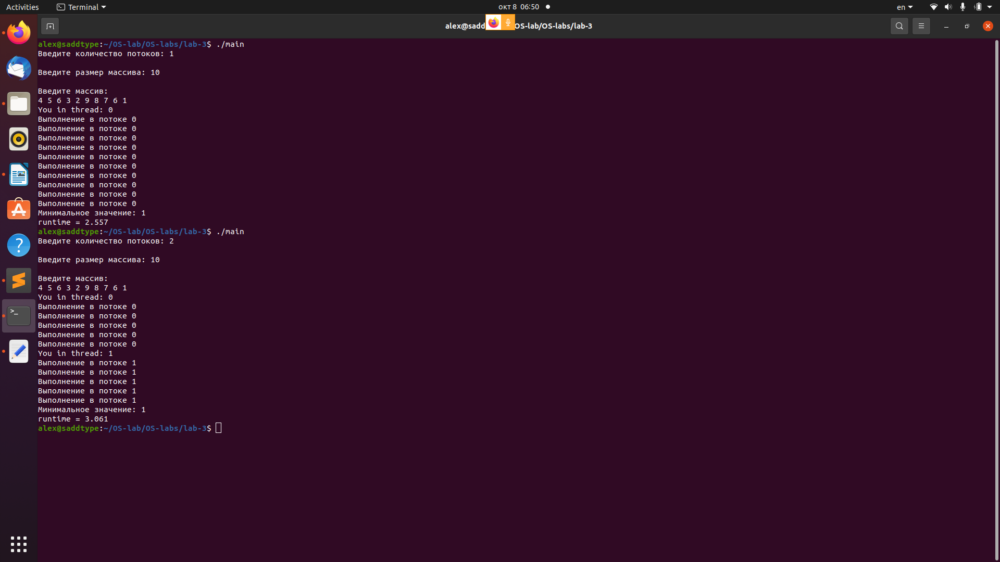 Activities
Terminal
окт 8 06:50
en
alex@sadd OS-lab/OS-labs/lab-3
alex@saddtype:~/OS-lab/OS-labs/lab-3$ ./main
Введите количество потоков: 1
Введите размер массива: 10
Введите массив:
4 5 6 3 2 9 8 7 6 1
You in thread: 0
Выполнение в потоке 0
Выполнение в потоке 0
Выполнение в потоке 0
Выполнение в потоке 0
Выполнение в потоке 0
Выполнение в потоке 0
Выполнение в потоке 0
Выполнение в потоке 0
Выполнение в потоке 0
Выполнение в потоке 0
Минимальное значение: 1
runtime = 2.557
alex@saddtype:~/OS-lab/OS-labs/lab-3$ ./main
Введите количество потоков: 2
Введите размер массива: 10
Введите массив:
4 5 6 3 2 9 8 7 6 1
You in thread: 0
Выполнение в потоке 0
Выполнение в потоке 0
Выполнение в потоке 0
Выполнение в потоке 0
Выполнение в потоке 0
You in thread: 1
Выполнение в потоке 1
Выполнение в потоке 1
Выполнение в потоке 1
Выполнение в потоке 1
Выполнение в потоке 1
Минимальное значение: 1
runtime = 3.061
alex@saddtype:~/OS-lab/OS-labs/lab-3$